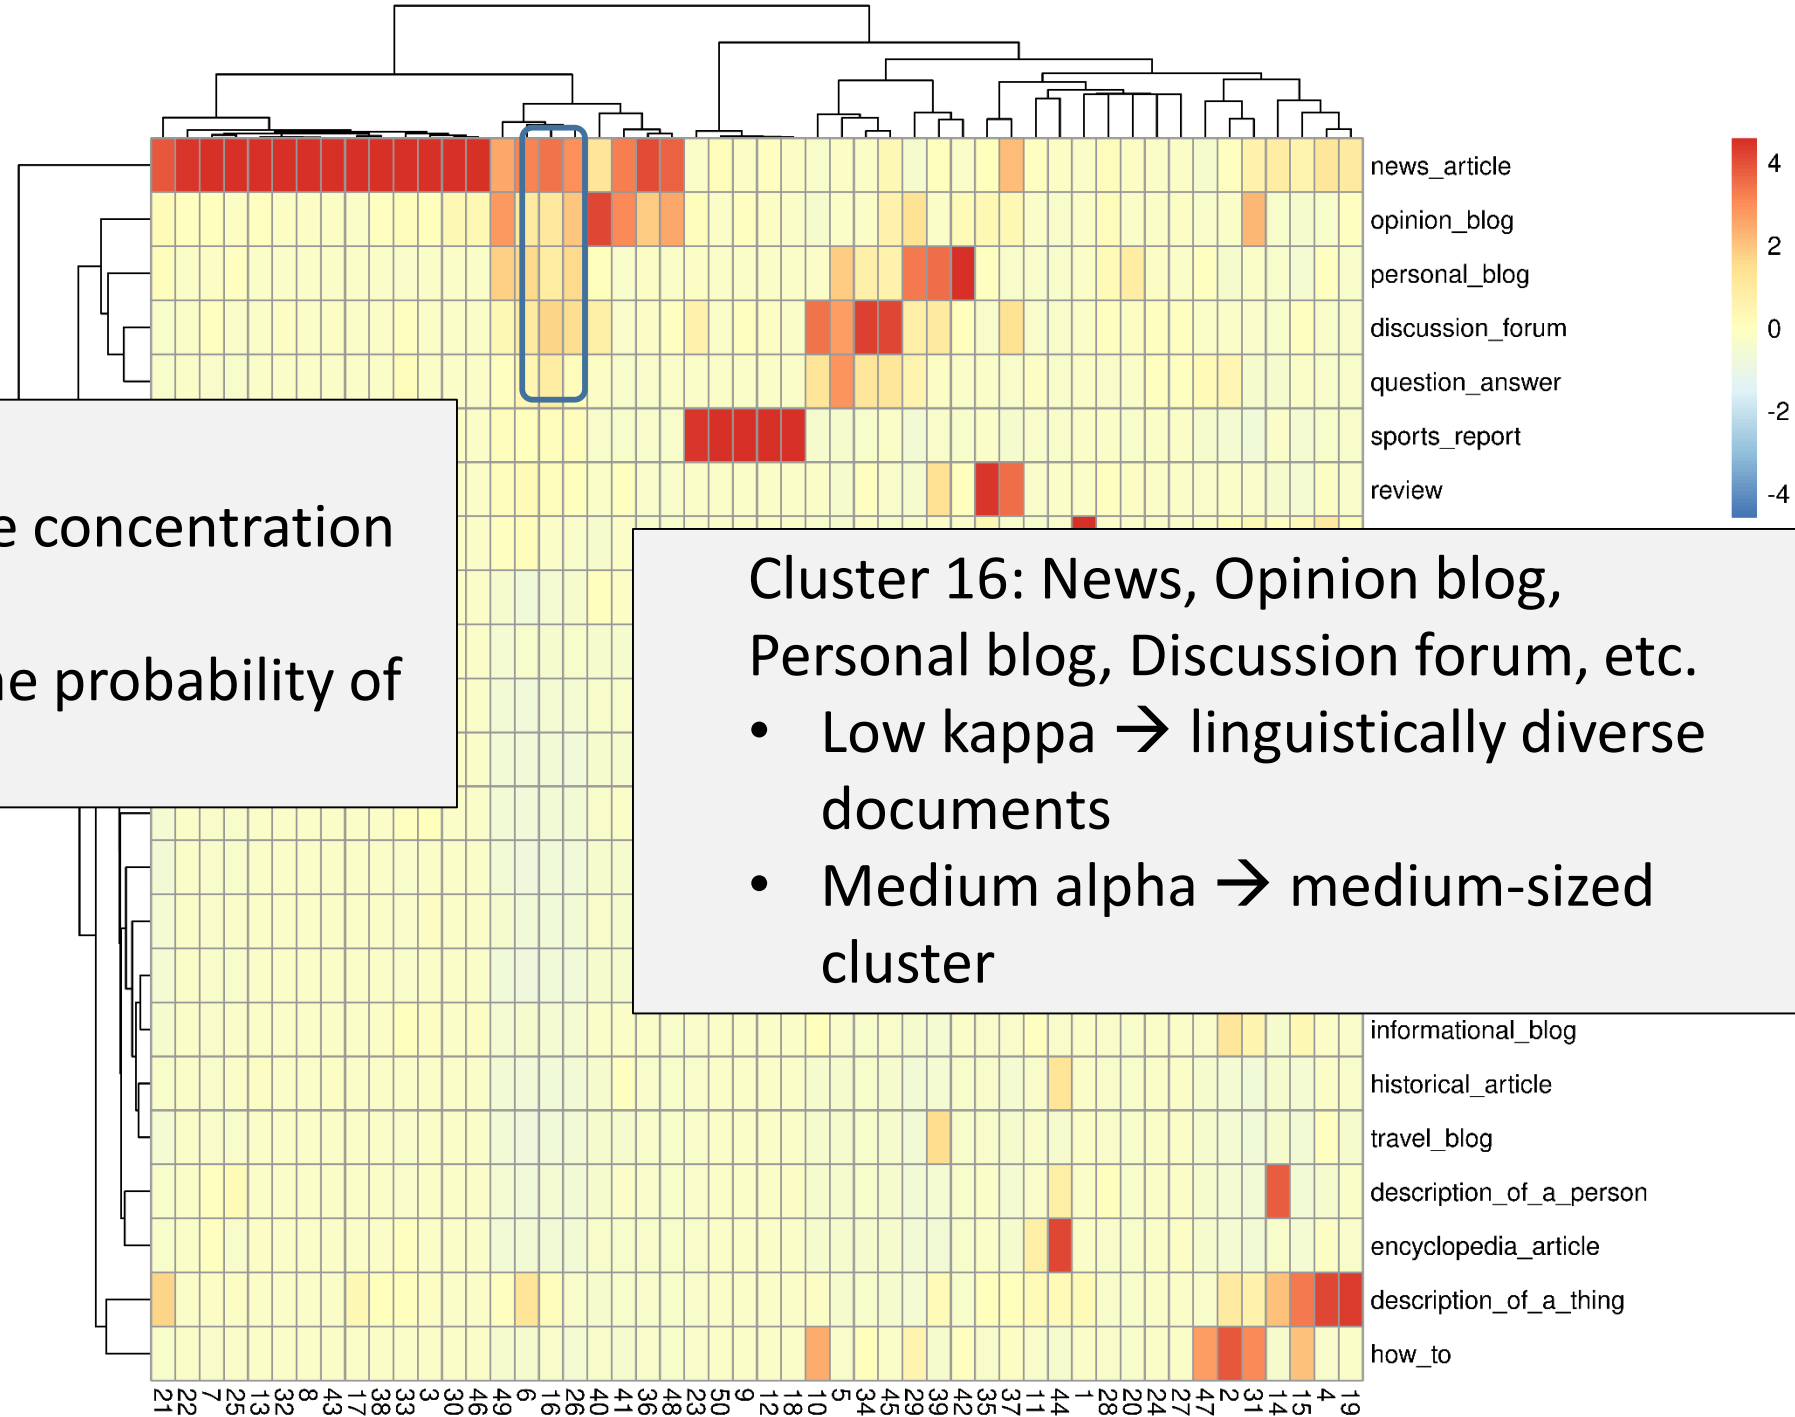 news_article
opinion_blog
personal_blog
discussion_forum
question_answer
sports_report
review
4
2
0
-2
-4
concentration
probability of
Cluster 16: News, Opinion blog,
Personal blog, Discussion forum, etc.
• Low kappa → linguistically diverse
documents
• Medium alpha → medium-sized
cluster
informational_blog
historical_article
travel_blog
description_of_a_person
encyclopedia_article
description_of_a_thing
how_to
21 22 7 25 13 32 8 43 17 38 33 3 30 46 49 6 16 26 40 41 36 48 23 50 9 12 18 10 5 34 45 29 39 42 35 37 11 44 1 28 20 24 27 47 2 31 14 15 4 19